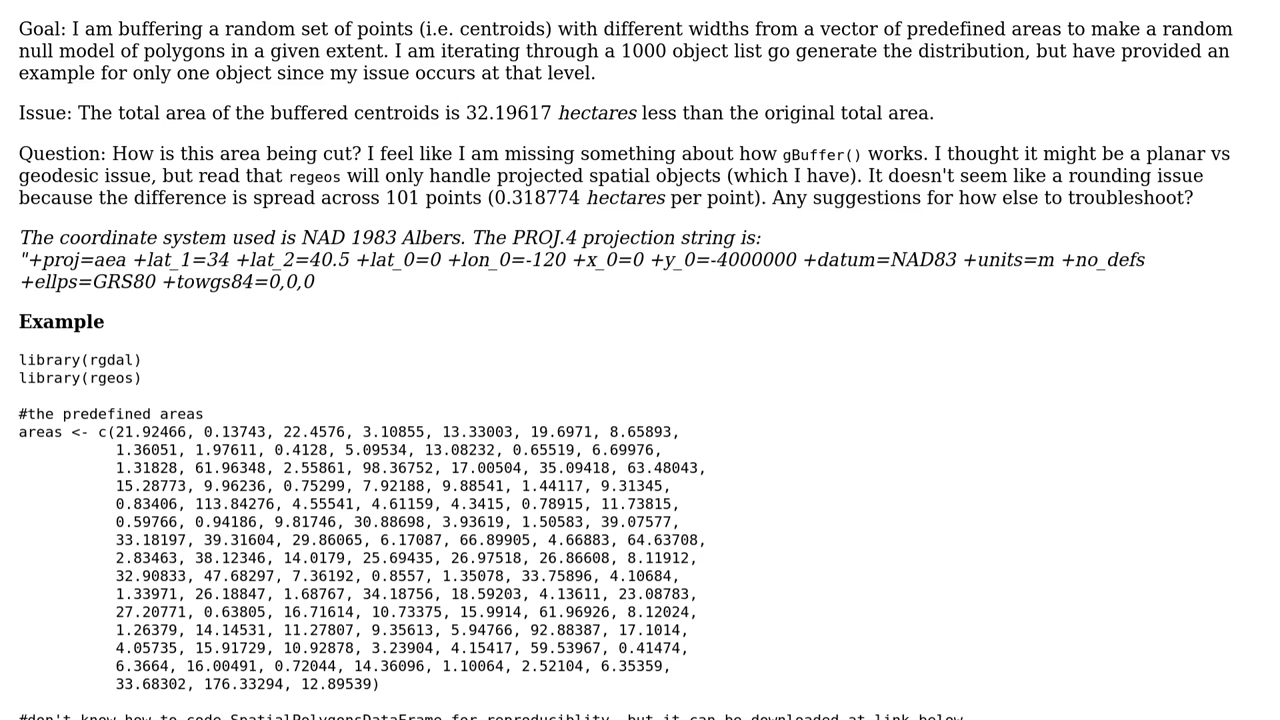 Goal: I am buffering a random set of points (i.e. centroids) with different widths from a vector of predefined areas to make a random
null model of polygons in a given extent. I am iterating through a 1000 object list go generate the distribution, but have provided an
example for only one object since my issue occurs at that level.
Issue: The total area of the buffered centroids is 32.19617 hectares less than the original total area.
Question: How is this area being cut? I feel like I am missing something about how gBuffer() works. I thought it might be a planar vs
geodesic issue, but read that regeos will only handle projected spatial objects (which I have). It doesn't seem like a rounding issue
because the difference is spread across 101 points (0.318774 hectares per point). Any suggestions for how else to troubleshoot?
The coordinate system used is NAD 1983 Albers. The PROJ.4 projection string is:
"+proj=aea +lat_1=34 +lat_2=40.5 +lat_0=0 +lon_0=-120 +x_0=0 +y_0=-4000000 +datum=NAD83 +units=m +no_defs
+ellps=GRS80 +towgs84=0,0,0
Example
library(rgdal)
library(rgeos)
#the predefined areas
areas <- c(21.92466, 0.13743, 22.4576, 3.10855, 13.33003, 19.6971, 8.65893,
1.36051, 1.97611, 0.4128, 5.09534, 13.08232, 0.65519, 6.69976,
1.31828, 61.96348, 2.55861, 98.36752, 17.00504, 35.09418, 63.48043,
15.28773, 9.96236, 0.75299, 7.92188, 9.88541, 1.44117, 9.31345,
0.83406, 113.84276, 4.55541, 4.61159, 4.3415, 0.78915, 11.73815,
0.59766, 0.94186, 9.81746, 30.88698, 3.93619, 1.50583, 39.07577,
33.18197, 39.31604, 29.86065, 6.17087, 66.89905, 4.66883, 64.63708,
2.83463, 38.12346, 14.0179, 25.69435, 26.97518, 26.86608, 8.11912,
32.90833, 47.68297, 7.36192, 0.8557, 1.35078, 33.75896, 4.10684,
1.33971, 26.18847, 1.68767, 34.18756, 18.59203, 4.13611, 23.08783,
27.20771, 0.63805, 16.71614, 10.73375, 15.9914, 61.96926, 8.12024,
1.26379, 14.14531, 11.27807, 9.35613, 5.94766, 92.88387, 17.1014,
4.05735, 15.91729, 10.92878, 3.23904, 4.15417, 59.53967, 0.41474,
6.3664, 16.00491, 0.72044, 14.36096, 1.10064, 2.52104, 6.35359,
33.68302, 176.33294, 12.89539)
#don't know how to code SpatialPolygonsDataFrame for reproduciblity, but it can be downloaded at link below